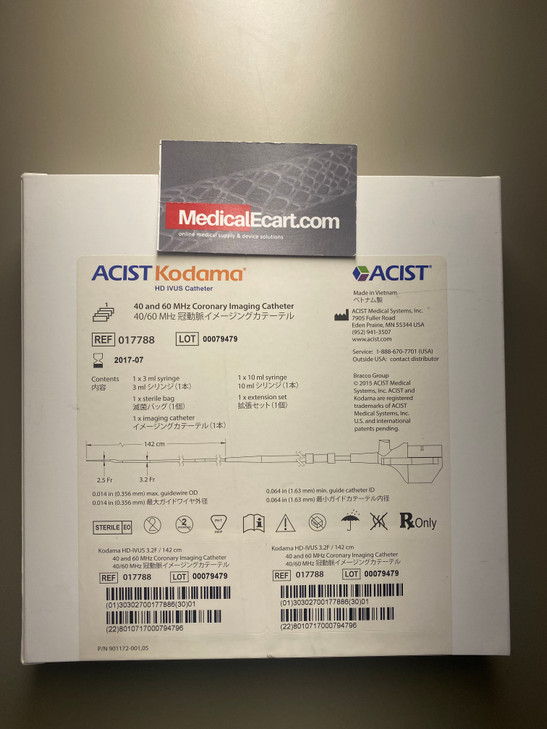 MedicalEcart.com
online medical supply & device solutions
ACIST Kodama®
HD IVUS Catheter
ACIST®
1
40 and 60 MHz Coronary Imaging Catheter
40/60 MHz 冠動脈イメージングカテーテル
REF 017788 LOT 00079479
2017-07
Made in Vietnam
ベトナム製
ACIST Medical Systems, Inc.
7905 Fuller Road
Eden Prairie, MN 55344 USA
(952) 941-3507
www.acist.com
Service: 1-888-670-7701 (USA)
Outside USA: contact distributor
Bracco Group
© 2015 ACIST Medical
Systems, Inc. ACIST and
Kodama are registered
trademarks of ACIST
Medical Systems, Inc.
U.S. and international
patents pending.
Contents
内容
1 x 3 ml syringe
3 ml シリンジ (1本)
1 x sterile bag
滅菌バッグ (1個)
1 x imaging catheter
イメージングカテーテル (1本)
1 x 10 ml syringe
10 ml シリンジ (1本)
1 x extension set
拡張セット (1個)
142 cm
2.5 Fr
3.2 Fr
0.014 in (0.356 mm) max. guidewire OD
0.014 in (0.356 mm) 最大ガイドワイヤ外径
0.064 in (1.63 mm) min. guide catheter ID
0.064 in (1.63 mm) 最小ガイドカテーテル内径
STERILE EO
2
PYR
i
Rx Only
Kodama HD-IVUS 3.2F / 142 cm
40 and 60 MHz Coronary Imaging Catheter
40/60 MHz 冠動脈イメージングカテーテル
REF 017788 LOT 00079479
(01)30302700177886(30)01
(22)8010717000794796
Kodama HD-IVUS 3.2F / 142 cm
40 and 60 MHz Coronary Imaging Catheter
40/60 MHz 冠動脈イメージングカテーテル
REF 017788 LOT 00079479
(01)30302700177886(30)01
(22)8010717000794796
P/N 901172-001,05